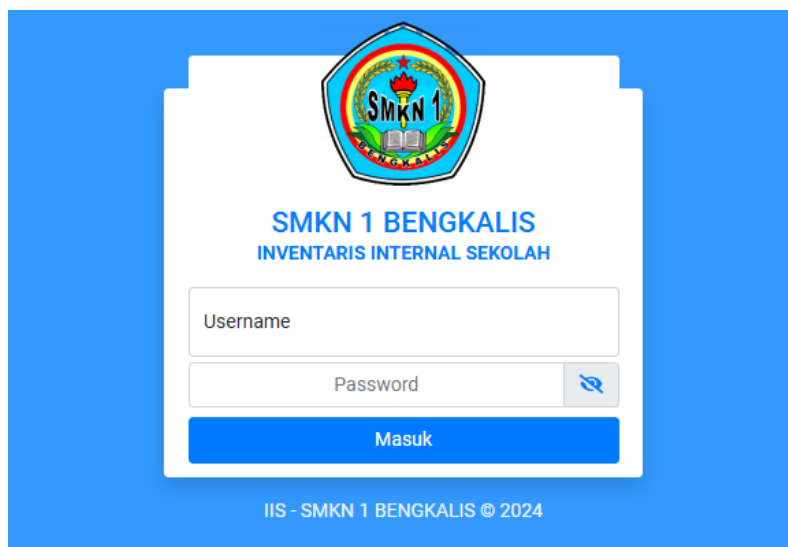 SMKN 1
BENGKALIS
SMKN 1 BENGKALIS
INVENTARIS INTERNAL SEKOLAH
Username
Password
Masuk
IIS - SMKN 1 BENGKALIS © 2024